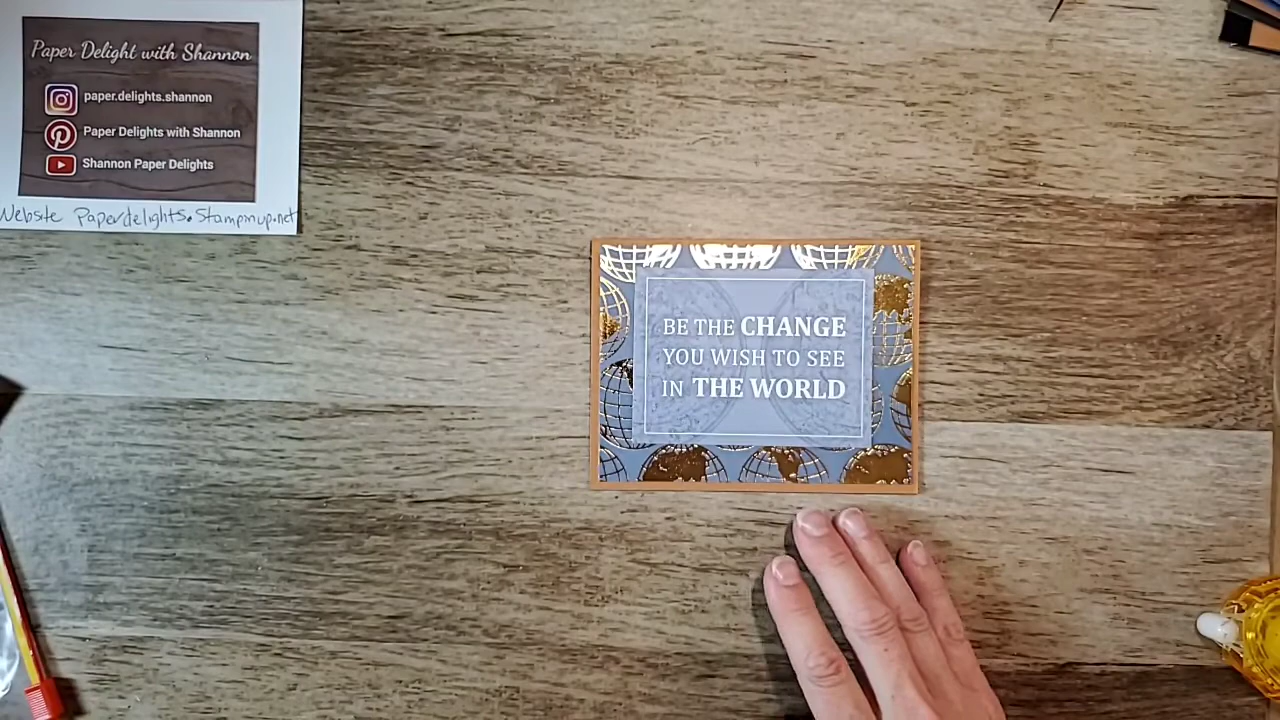 Paper Delight with Shannon
paper.delights.shannon
Paper Delights with Shannon
Shannon Paper Delights
Website Paperdelights.Stampinup.net
BE THE CHANGE
YOU WISH TO SEE
IN THE WORLD